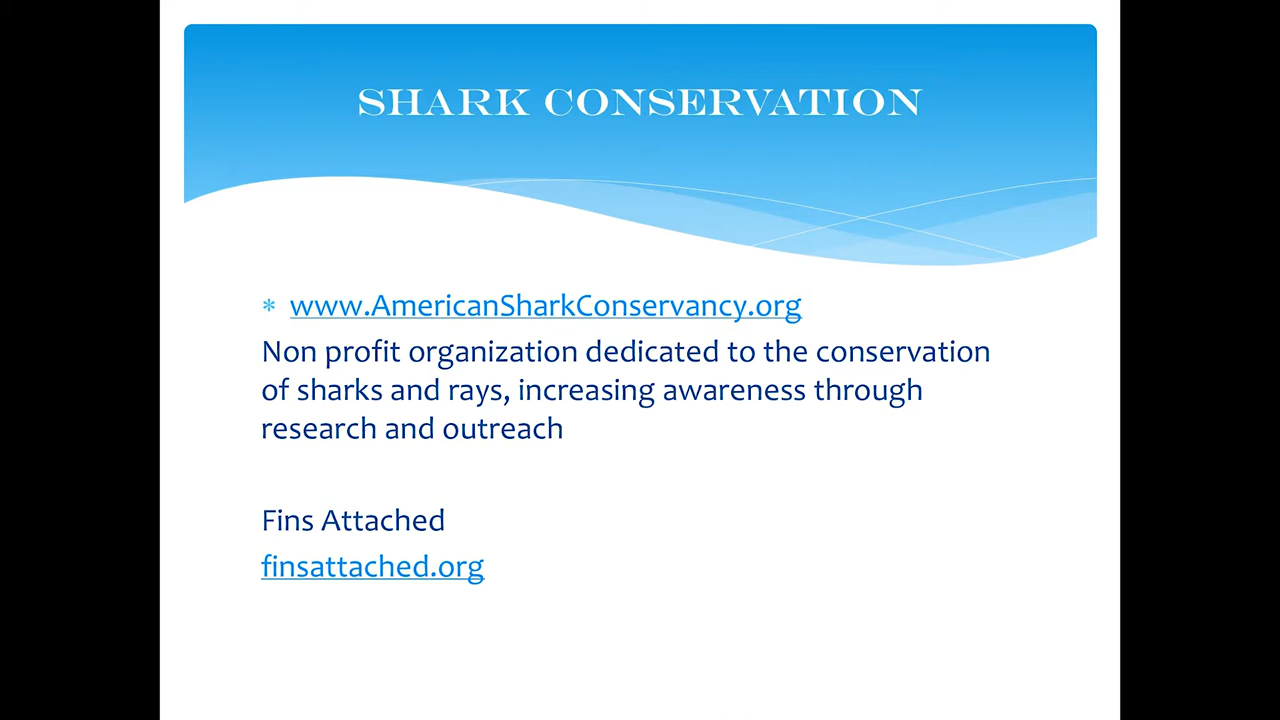 SHARK CONSERVATION
* www.AmericanSharkConservancy.org
Non profit organization dedicated to the conservation
of sharks and rays, increasing awareness through
research and outreach
Fins Attached
finsattached.org